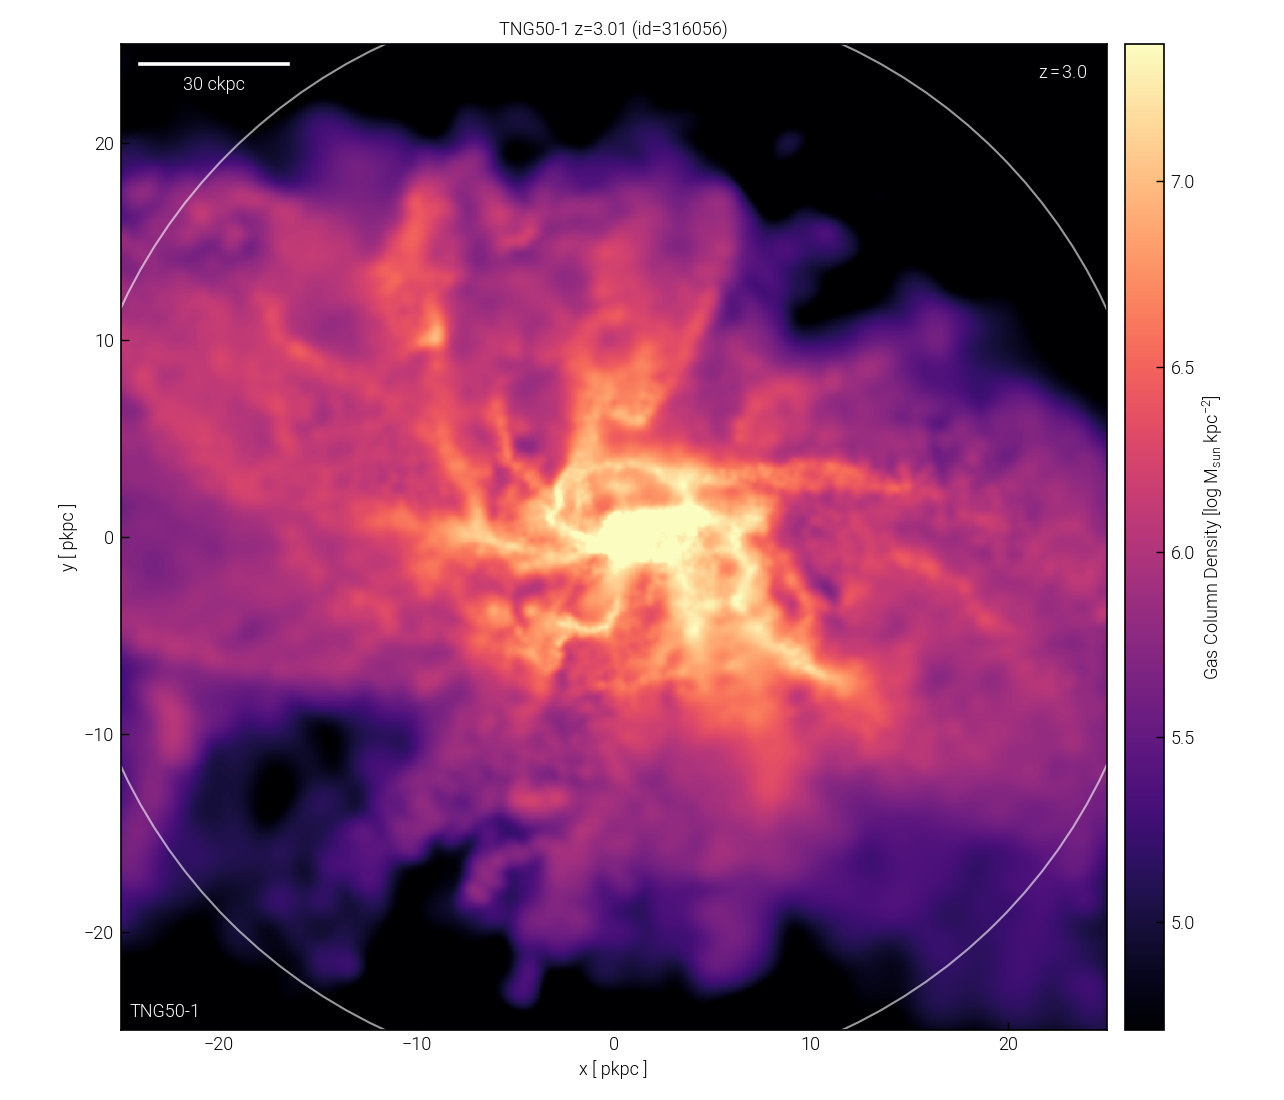 TNG50-1 z=3.01 (id=316056)
30 ckpc
z=3.0
20
10
0
−10
−20
y [ pkpc ]
TNG50-1
−20
−10
0
10
20
x [ pkpc ]
7.0
6.5
6.0
5.5
5.0
Gas Column Density [log M_sun kpc⁻²]